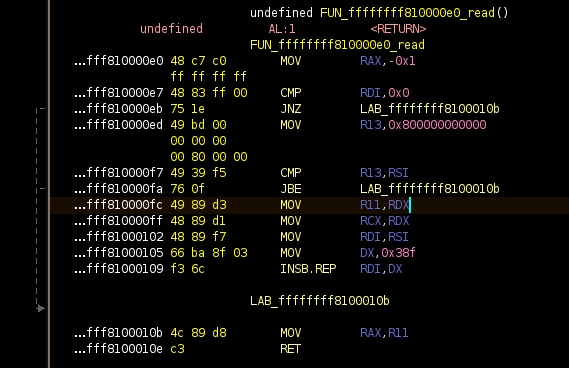 undefined FUN_ffffffff810000e0_read()
undefined AL:1 <RETURN>
FUN_ffffffff810000e0_read
...fff810000e0 48 c7 c0 MOV RAX,-0x1
ff ff ff ff
...fff810000e7 48 83 ff 00 CMP RDI,0x0
...fff810000eb 75 1e JNZ LAB_ffffffff8100010b
...fff810000ed 49 bd 00 MOV R13,0x800000000000
00 00 00
00 80 00 00
...fff810000f7 49 39 f5 CMP R13,RSI
...fff810000fa 76 0f JBE LAB_ffffffff8100010b
...fff810000fc 49 89 d3 MOV R11,RDX
...fff810000ff 48 89 d1 MOV RCX,RDX
...fff81000102 48 89 f7 MOV RDI,RSI
...fff81000105 66 ba 8f 03 MOV DX,0x38f
...fff81000109 f3 6c INSB.REP RDI,DX
LAB_ffffffff8100010b
...fff8100010b 4c 89 d8 MOV RAX,R11
...fff8100010e c3 RET